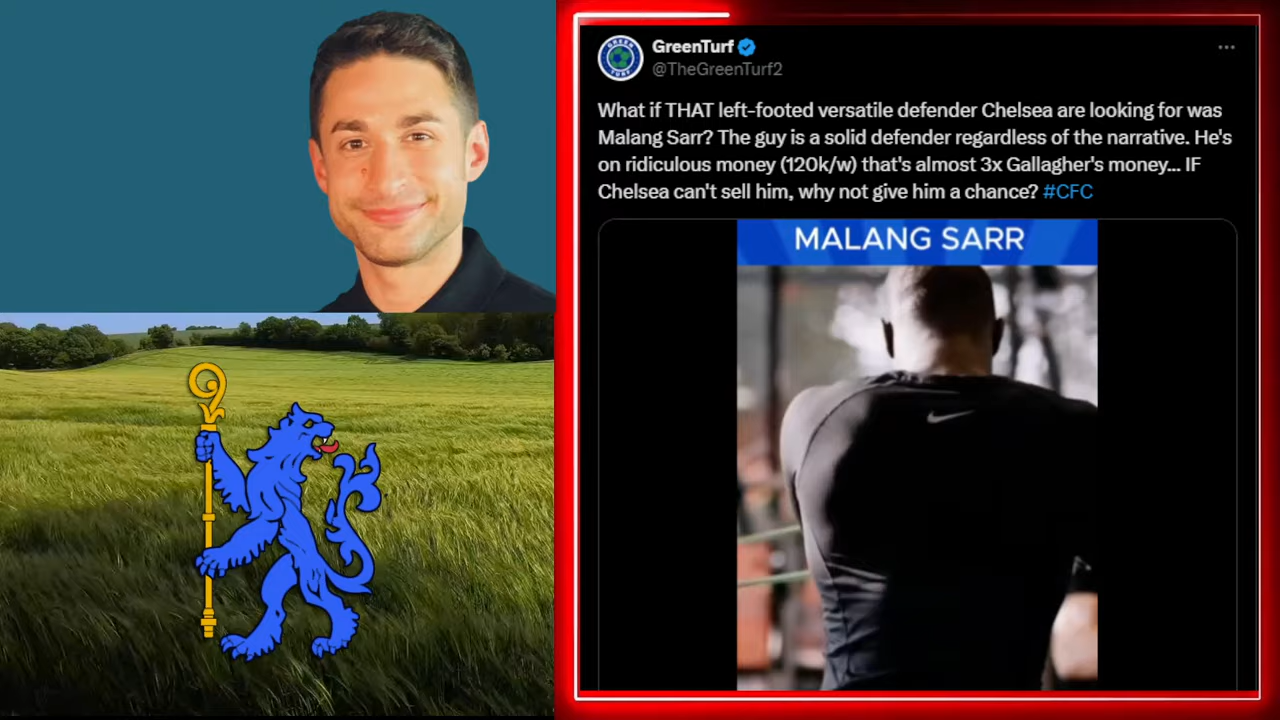 GreenTurf
@TheGreenTurf2
What if THAT left-footed versatile defender Chelsea are looking for was
Malang Sarr? The guy is a solid defender regardless of the narrative. He's
on ridiculous money (120k/w) that's almost 3x Gallagher's money... IF
Chelsea can't sell him, why not give him a chance? #CFC
MALANG SARR